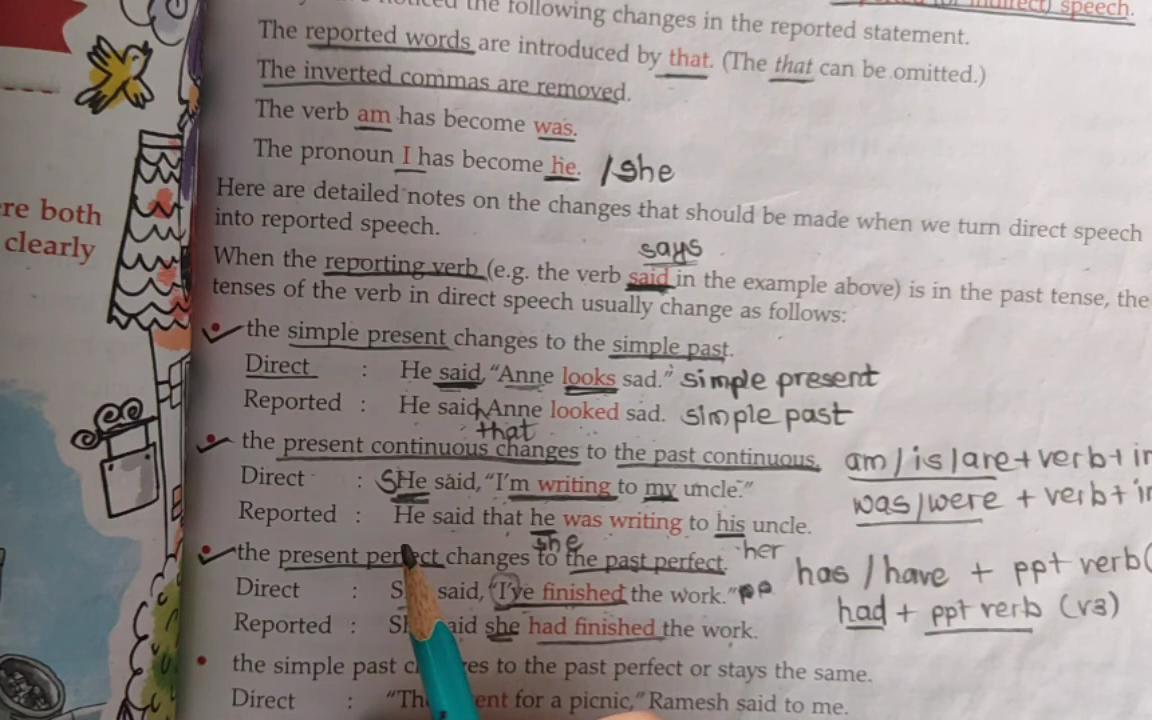 the following changes in the reported statement.
speech.
The reported words are introduced by that. (The that can be omitted.)
The inverted commas are removed.
The verb am has become was.
The pronoun I has become he. /she
re both
clearly
Here are detailed notes on the changes that should be made when we turn direct speech
into reported speech.
says
When the reporting verb (e.g. the verb said in the example above) is in the past tense, the
tenses of the verb in direct speech usually change as follows:
• the simple present changes to the simple past.
Direct : He said, "Anne looks sad." simple present
Reported : He said Anne looked sad. simple past
that
• the present continuous changes to the past continuous. am/is/are+verb+in
Direct : SHe said, "I'm writing to my uncle." was/were + verb+in
Reported : He said that he was writing to his uncle.
she her
• the present perfect changes to the past perfect. has /have + ppt verb(
Direct : said, "I've finished the work." pp had + ppt verb (v3)
Reported : she had finished the work.
• the simple past to the past perfect or stays the same.
Direct : for a picnic," Ramesh said to me.